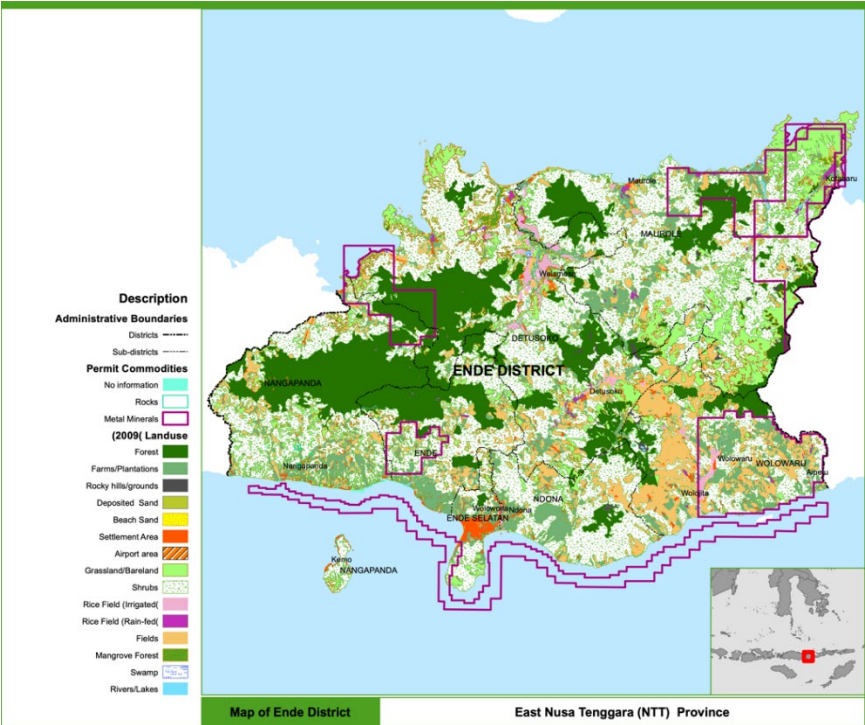 Description
Administrative Boundaries
Districts
Sub-districts
Permit Commodities
No information
Rocks
Metal Minerals
(2009( Landuse
Forest
Farms/Plantations
Rocky hills/grounds
Deposited Sand
Beach Sand
Settlement Area
Airport area
Grassland/Bareland
Shrubs
Rice Field (Irrigated(
Rice Field (Rain-fed(
Fields
Mangrove Forest
Swamp
Rivers/Lakes
Kotabaru
Maurole
MAUROLE
DETUSOKO
ENDE DISTRICT
NANGAPANDA
Detusoko
ENDE
Nangapanda
Wolowaru
WOLOWARU
Wolojita
NDONA
Ndona
ENDE SELATAN
Kemo
NANGAPANDA
Map of Ende District
East Nusa Tenggara (NTT) Province